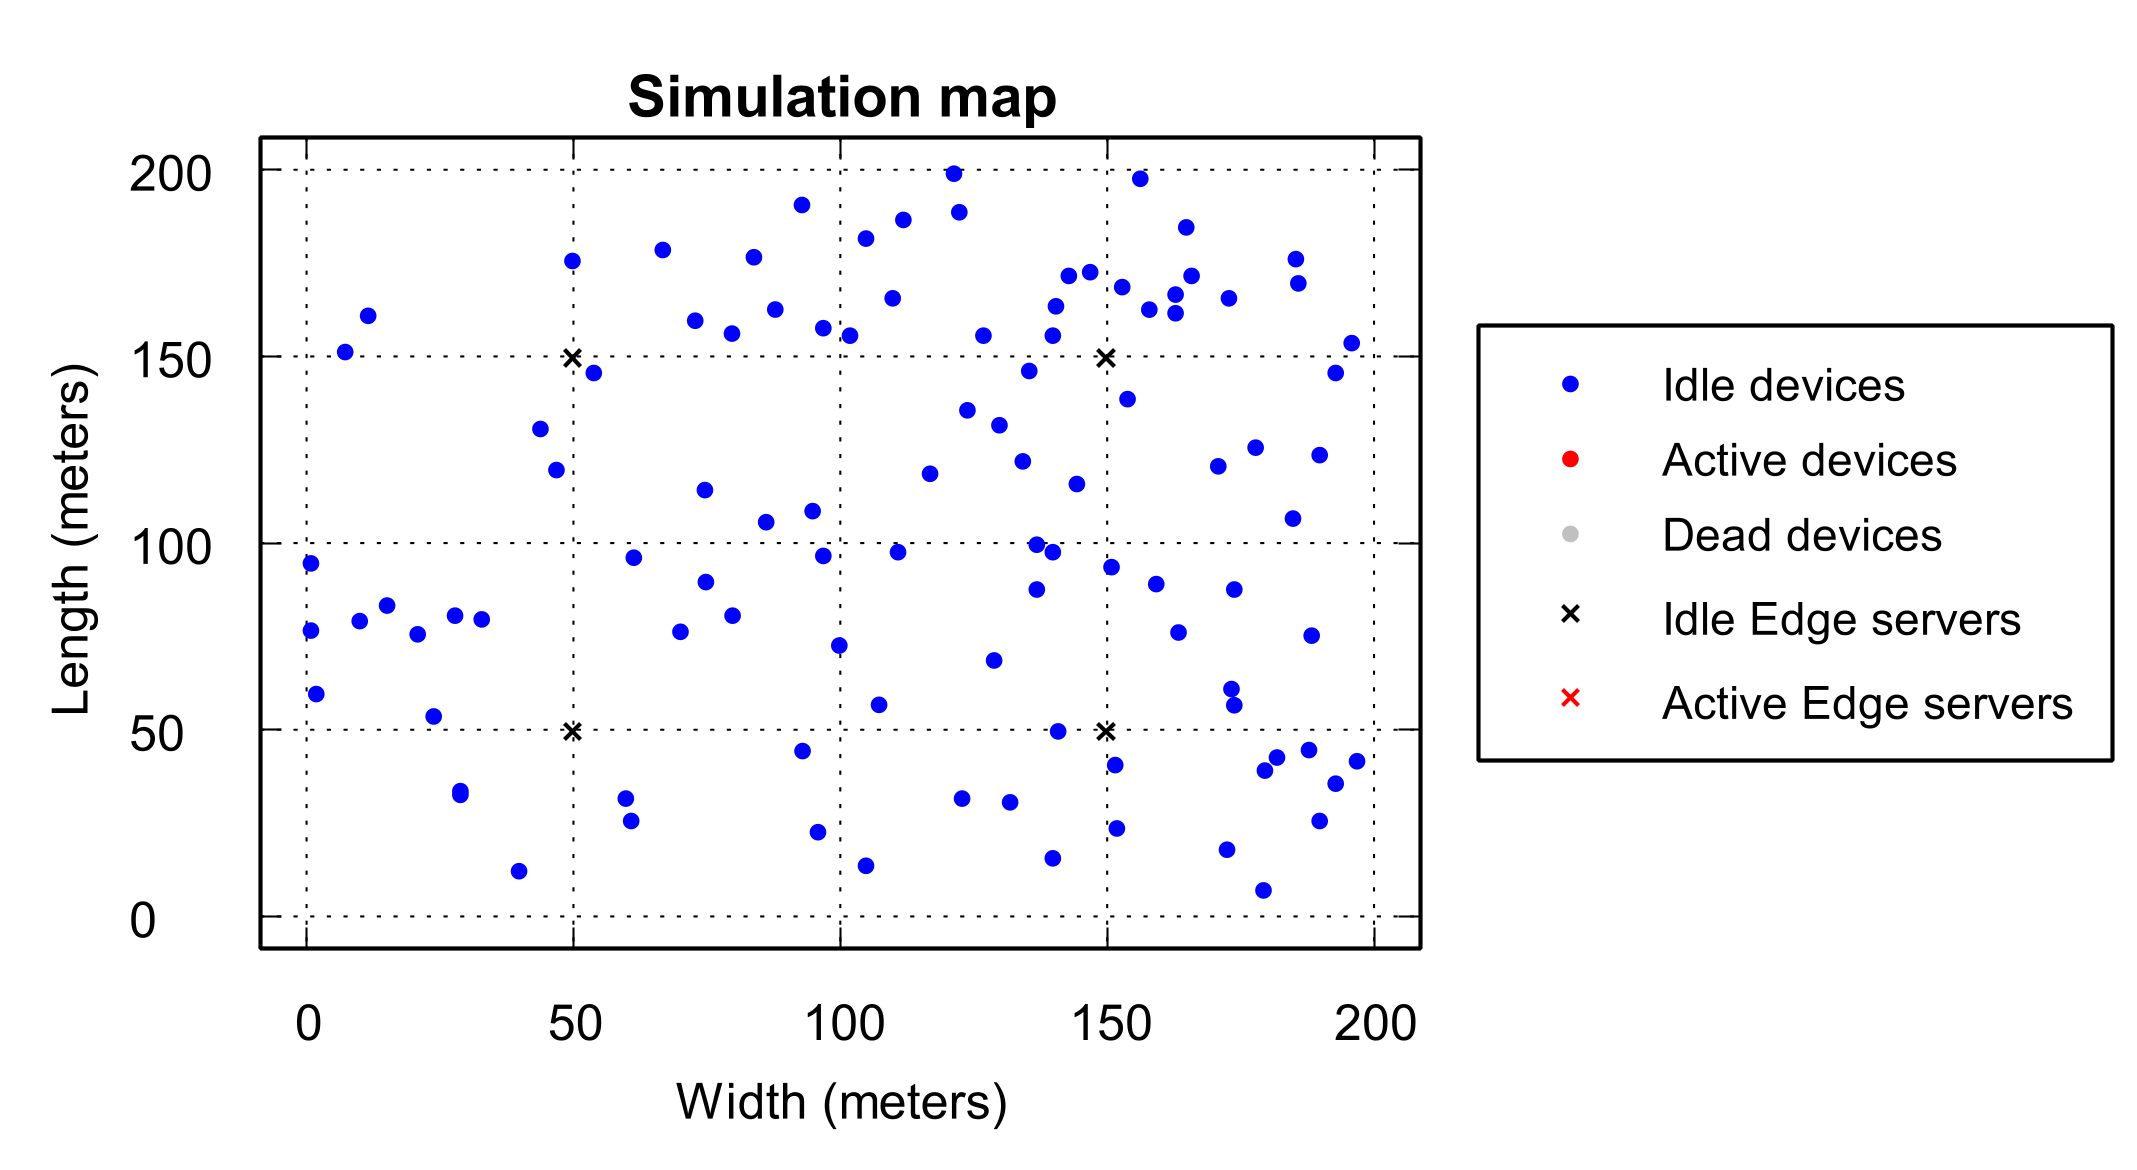 Simulation map
200
150
100
50
0
Length (meters)
0 50 100 150 200
Width (meters)
Idle devices
Active devices
Dead devices
Idle Edge servers
Active Edge servers